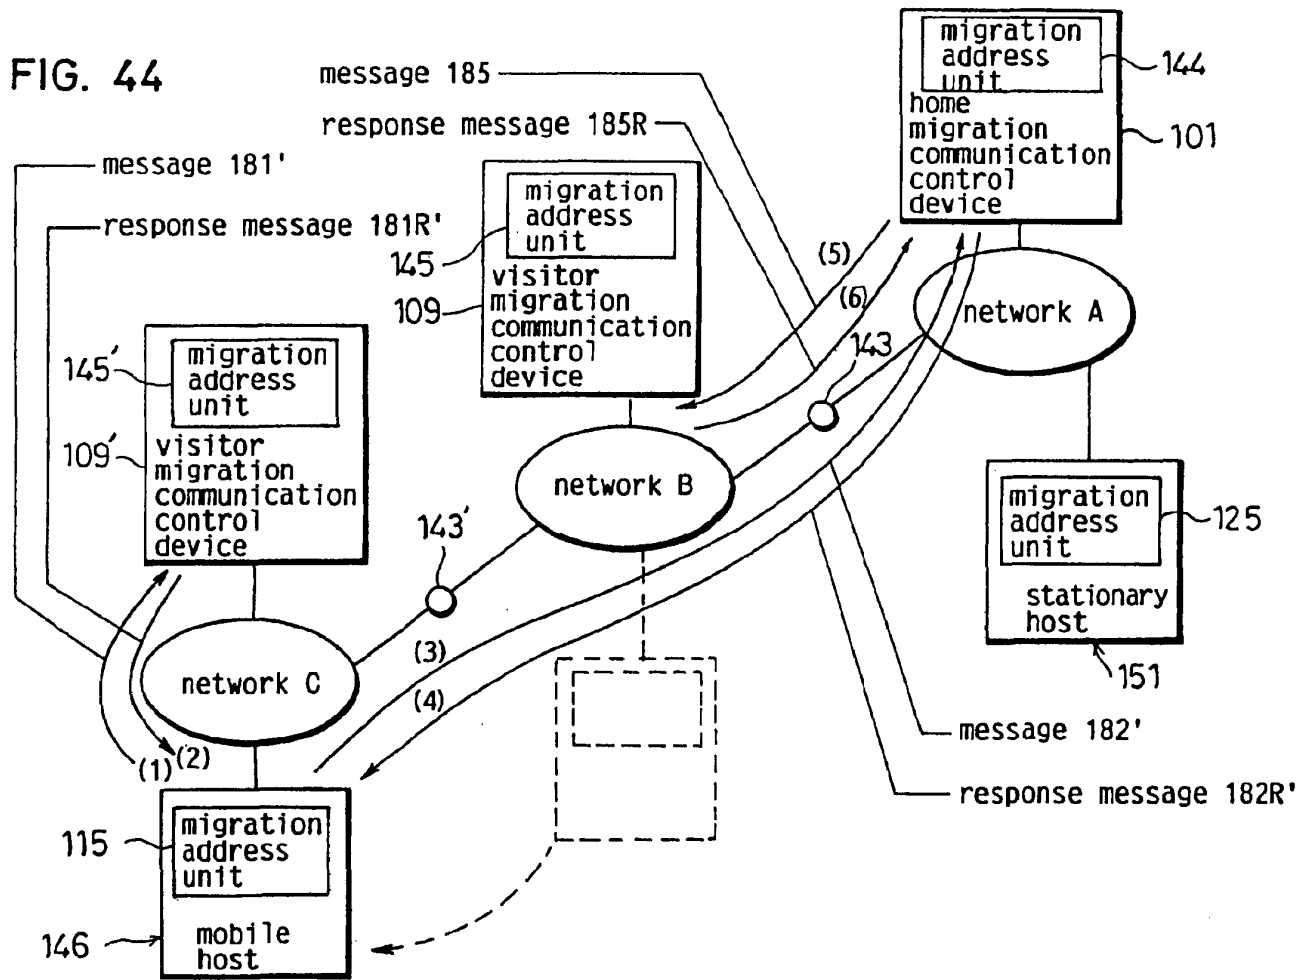 FIG. 44
message 185
response message 185R
message 181'
response message 181R'
migration
address
unit
144
home
migration
communication
control
device
101
migration
address
unit
145
visitor
migration
communication
control
device
109
(5)
(6)
network A
143
migration
address
unit
145'
visitor
migration
communication
control
device
109'
network B
143'
migration
address
unit
125
stationary
host
151
network C
(3)
(4)
(1)
(2)
message 182'
response message 182R'
migration
address
unit
115
mobile
host
146